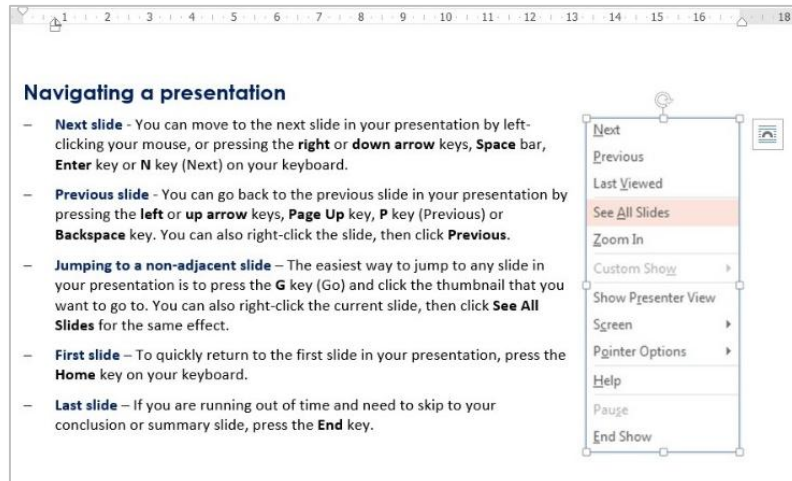 1 2 3 4 5 6 7 8 9 10 11 12 13 14 15 16 18
Navigating a presentation
– Next slide - You can move to the next slide in your presentation by left-
clicking your mouse, or pressing the right or down arrow keys, Space bar,
Enter key or N key (Next) on your keyboard.
– Previous slide - You can go back to the previous slide in your presentation by
pressing the left or up arrow keys, Page Up key, P key (Previous) or
Backspace key. You can also right-click the slide, then click Previous.
– Jumping to a non-adjacent slide – The easiest way to jump to any slide in
your presentation is to press the G key (Go) and click the thumbnail that you
want to go to. You can also right-click the current slide, then click See All
Slides for the same effect.
– First slide – To quickly return to the first slide in your presentation, press the
Home key on your keyboard.
– Last slide – If you are running out of time and need to skip to your
conclusion or summary slide, press the End key.
Next
Previous
Last Viewed
See All Slides
Zoom In
Custom Show
Show Presenter View
Screen
Pointer Options
Help
Pause
End Show